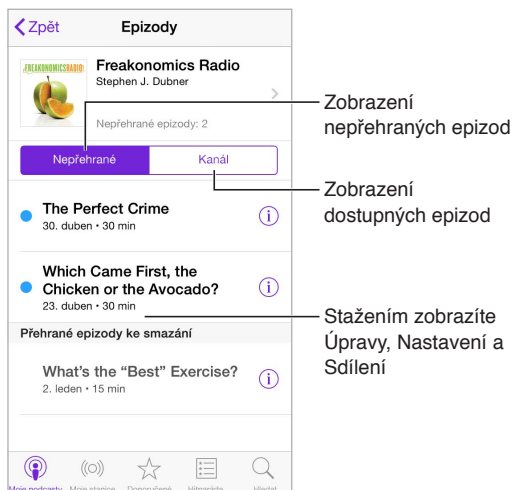 Zpět
Epizody
FREAKONOMICSRADIO
Freakonomics Radio
Stephen J. Dubner
Nepřehrané epizody: 2
Nepřehrané
Kanál
The Perfect Crime
30. duben • 30 min
Which Came First, the
Chicken or the Avocado?
23. duben • 30 min
Přehrané epizody ke smazání
What's the “Best” Exercise?
2. leden • 15 min
Moje podcasty
Moje stanice
Doporučené
Hitparáda
Hledat
Zobrazení
nepřehraných epizod
Zobrazení
dostupných epizod
Stažením zobrazíte
Úpravy, Nastavení a
Sdílení